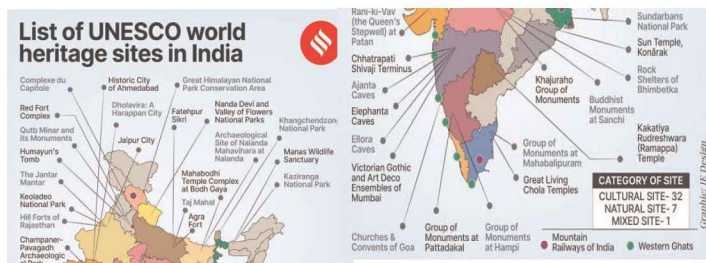 List of UNESCO world
heritage sites in India
Complexe du
Capitole
Historic City
of Ahmedabad
Great Himalayan National
Park Conservation Area
Red Fort
Complex
Dholavira: A
Harappan City
Fatehpur
Sikri
Nanda Devi and
Valley of Flowers
National Parks
Khangchendzon
National Park
Qutb Minar and
its Monuments
Jaipur City
Archaeological
Site of Nalanda
Mahavihara at
Nalanda
Manas Wildlife
Sanctuary
Humayun's
Tomb
The Jantar
Mantar
Mahabodhi
Temple Complex
at Bodh Gaya
Kaziranga
National Park
Keoladeo
National Park
Taj Mahal
Hill Forts of
Rajasthan
Agra
Fort
Champaner-
Pavagadh
Archaeologic
al Park
Rani-ki-Vav
(the Queen's
Stepwell) at
Patan
Sundarbans
National Park
Chhatrapati
Shivaji Terminus
Sun Temple,
Konârak
Ajanta
Caves
Khajuraho
Group of
Monuments
Rock
Shelters of
Bhimbetka
Elephanta
Caves
Buddhist
Monuments
at Sanchi
Ellora
Caves
Group of
Monuments at
Mahabalipuram
Kakatiya
Rudreshwara
(Ramappa)
Temple
Victorian Gothic
and Art Deco
Ensembles of
Mumbai
Great Living
Chola Temples
CATEGORY OF SITE
CULTURAL SITE- 32
NATURAL SITE- 7
MIXED SITE- 1
Churches &
Convents of Goa
Group of
Monuments at
Pattadakal
Group of
Monuments
at Hampi
Mountain
Railways of India
Western Ghats
Graphic: IE Design